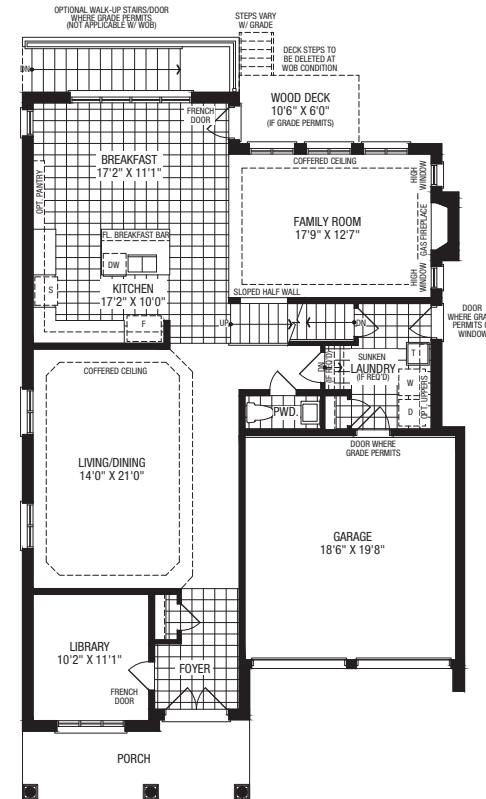 OPTIONAL WALK-UP STAIRS/DOOR
WHERE GRADE PERMITS
(NOT APPLICABLE W/ WOB)
STEPS VARY
W/ GRADE
DECK STEPS TO
BE DELETED AT
WOB CONDITION
DN
WOOD DECK
10'6" X 6'0"
(IF GRADE PERMITS)
FRENCH
DOOR
BREAKFAST
17'2" X 11'1"
COFFERED CEILING
HIGH
WINDOW
OPT. PANTRY
FAMILY ROOM
17'9" X 12'7"
GAS FIREPLACE
FL. BREAKFAST BAR
DW
KITCHEN
17'2" X 10'0"
S
F
HIGH
WINDOW
SLOPED HALF WALL
UP
DN
DOOR
WHERE GRA
PERMITS O
WINDOW
COFFERED CEILING
DN
(IF REQ'D)
SUNKEN
LAUNDRY
(IF REQ'D)
T
W
D
OPT. UPPERS
PWD.
DOOR WHERE
GRADE PERMITS
LIVING/DINING
14'0" X 21'0"
GARAGE
18'6" X 19'8"
LIBRARY
10'2" X 11'1"
FOYER
FRENCH
DOOR
PORCH